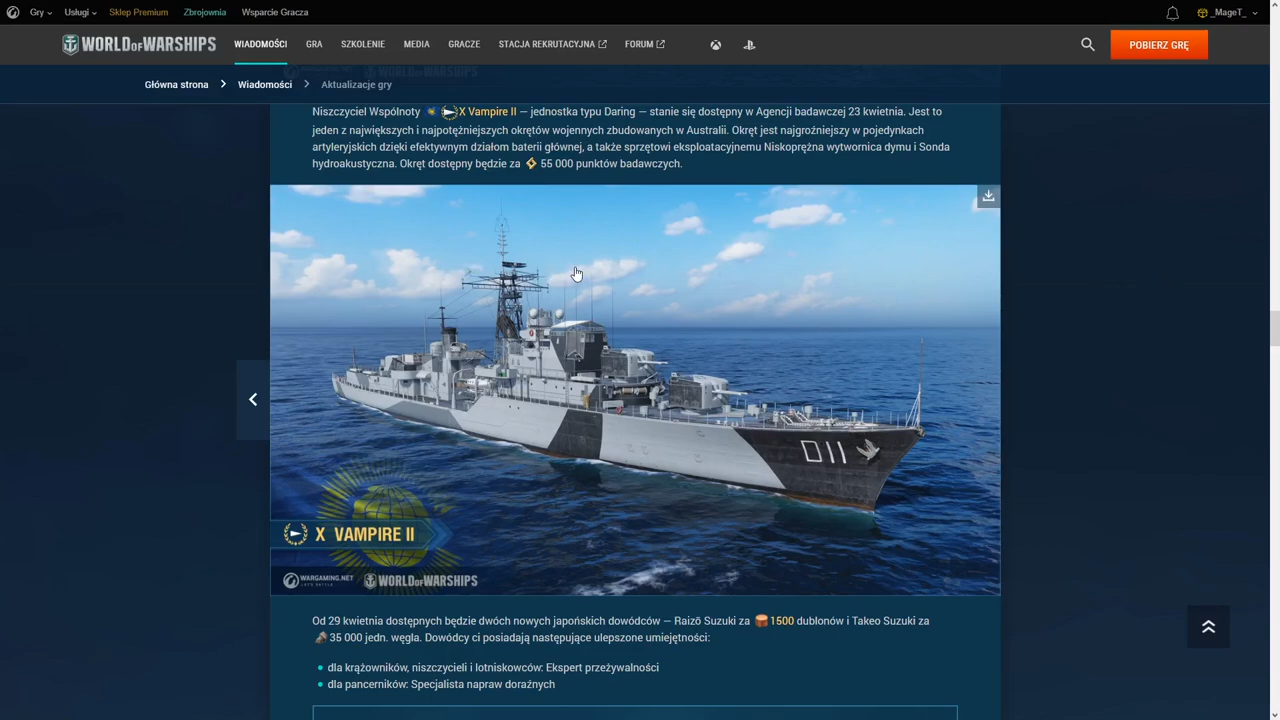 Gry
Usługi
Sklep Premium
Zbrojownia
Wsparcie Gracza
_MageT_
WORLD OF WARSHIPS
WIADOMOŚCI
GRA
SZKOLENIE
MEDIA
GRACZE
STACJA REKRUTACYJNA
FORUM
POBIERZ GRĘ
Główna strona
Wiadomości
Aktualizacje gry
Niszczyciel Wspólnoty X Vampire II — jednostka typu Daring — stanie się dostępny w Agencji badawczej 23 kwietnia. Jest to
jeden z największych i najpotężniejszych okrętów wojennych zbudowanych w Australii. Okręt jest najgroźniejszy w pojedynkach
artyleryjskich dzięki efektywnym działom baterii głównej, a także sprzętowi eksploatacyjnemu Niskoprężna wytwornica dymu i Sonda
hydroakustyczna. Okręt dostępny będzie za 55 000 punktów badawczych.
D11
X VAMPIRE II
WARGAMING.NET
LET'S BATTLE
WORLD OF WARSHIPS
Od 29 kwietnia dostępnych będzie dwóch nowych japońskich dowódców — Raizō Suzuki za 1500 dublonów i Takeo Suzuki za
35 000 jedn. węgla. Dowódcy ci posiadają następujące ulepszone umiejętności:
dla krążowników, niszczycieli i lotniskowców: Ekspert przeżywalności
dla pancerników: Specjalista napraw doraźnych